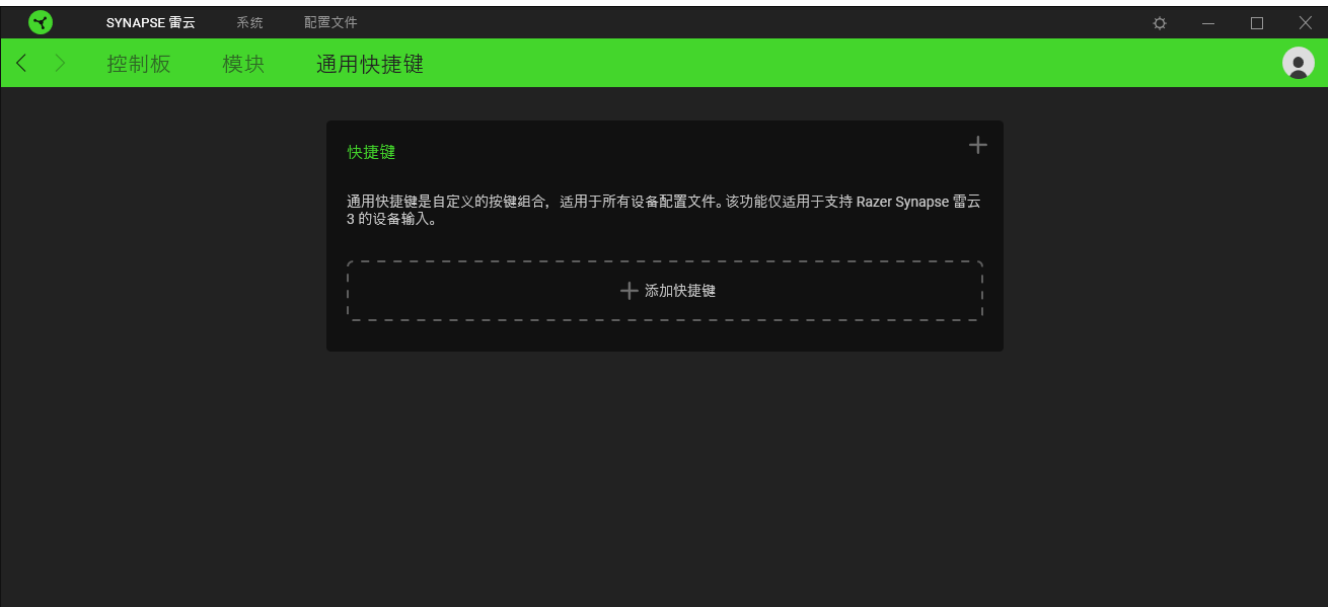 SYNAPSE 雷云 系统 配置文件
控制板 模块 通用快捷键
快捷键
通用快捷键是自定义的按键组合，适用于所有设备配置文件。该功能仅适用于支持 Razer Synapse 雷云
3 的设备输入。
添加快捷键